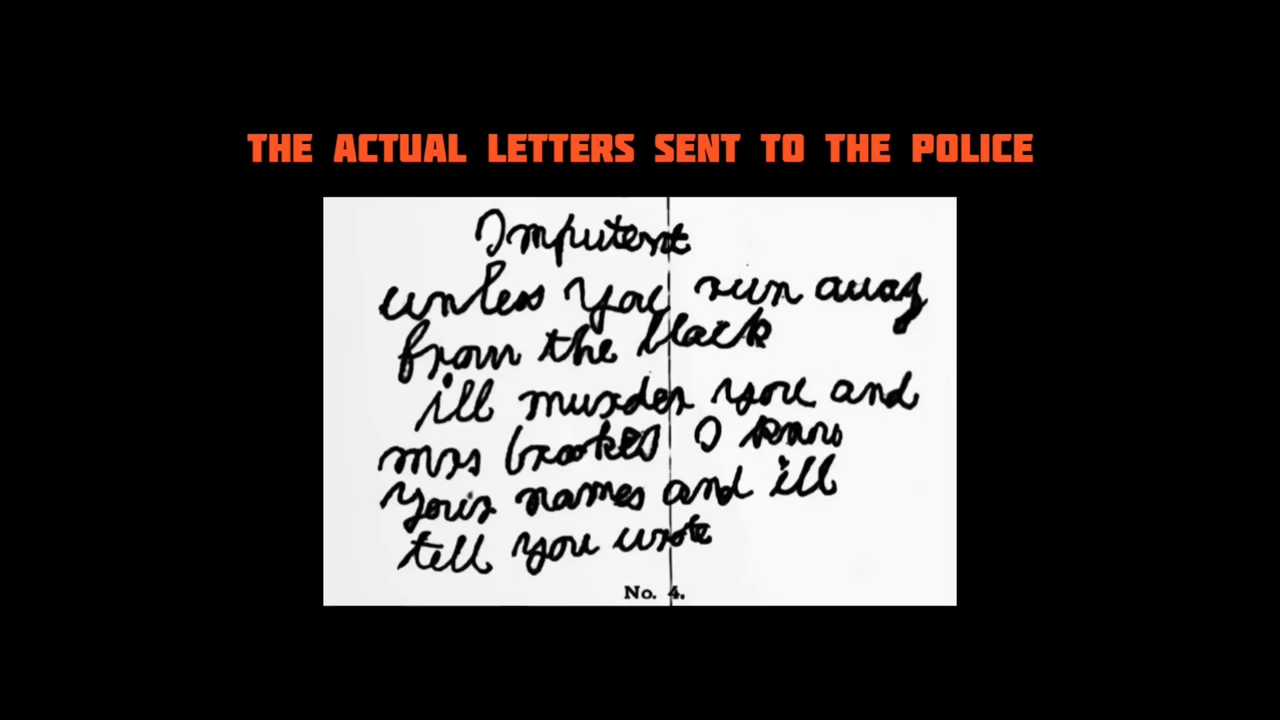 THE ACTUAL LETTERS SENT TO THE POLICE
Imputent
unless you run away
from the black
ill murder you and
mrs brookes I know
your names and ill
tell you wrote
No. 4.